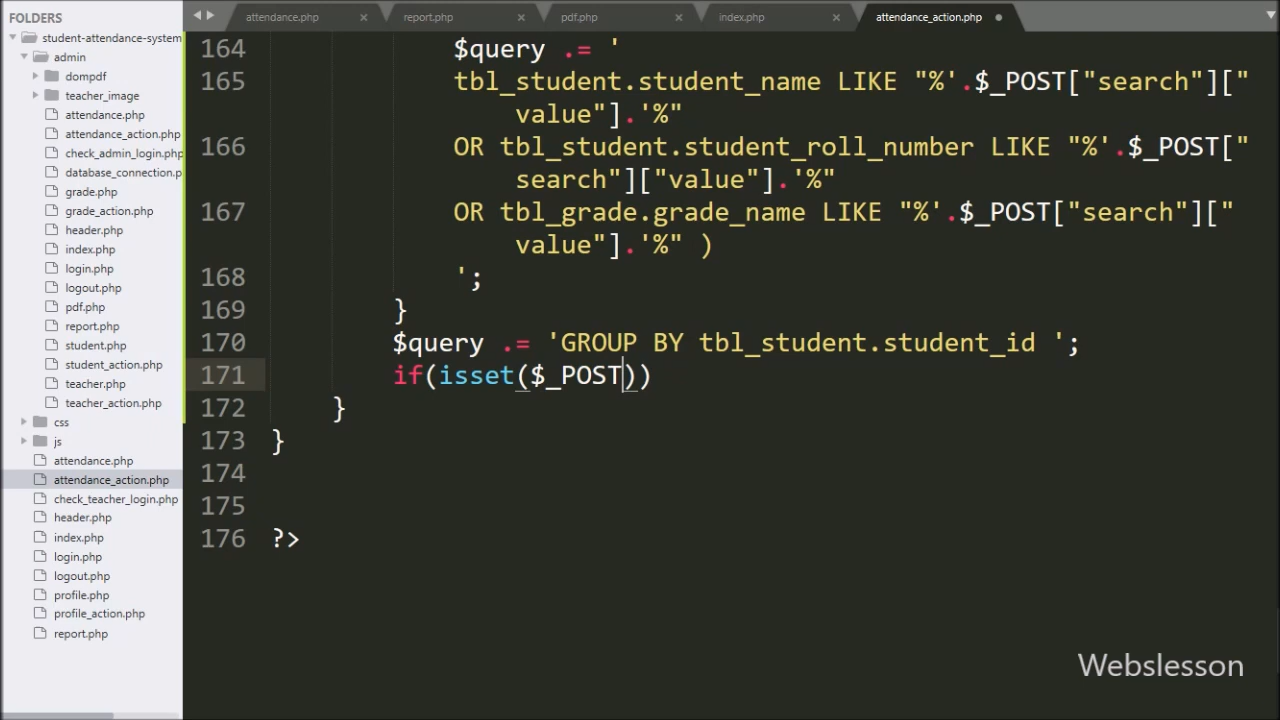 FOLDERS
student-attendance-system
admin
dompdf
teacher_image
attendance.php
attendance_action.php
check_admin_login.php
database_connection.p
grade.php
grade_action.php
header.php
index.php
login.php
logout.php
pdf.php
report.php
student.php
student_action.php
teacher.php
teacher_action.php
css
js
attendance.php
attendance_action.php
check_teacher_login.php
header.php
index.php
login.php
logout.php
profile.php
profile_action.php
report.php
attendance.php × report.php × pdf.php × index.php × attendance_action.php
164 $query .= '
165 tbl_student.student_name LIKE "%'.$_POST["search"]["
value"].'%"
166 OR tbl_student.student_roll_number LIKE "%'.$_POST["
search"]["value"].'%"
167 OR tbl_grade.grade_name LIKE "%'.$_POST["search"]["
value"].'%" )
168 ';
169 }
170 $query .= 'GROUP BY tbl_student.student_id ';
171 if(isset($_POST))
172 }
173 }
174
175
176 ?>
Webslesson